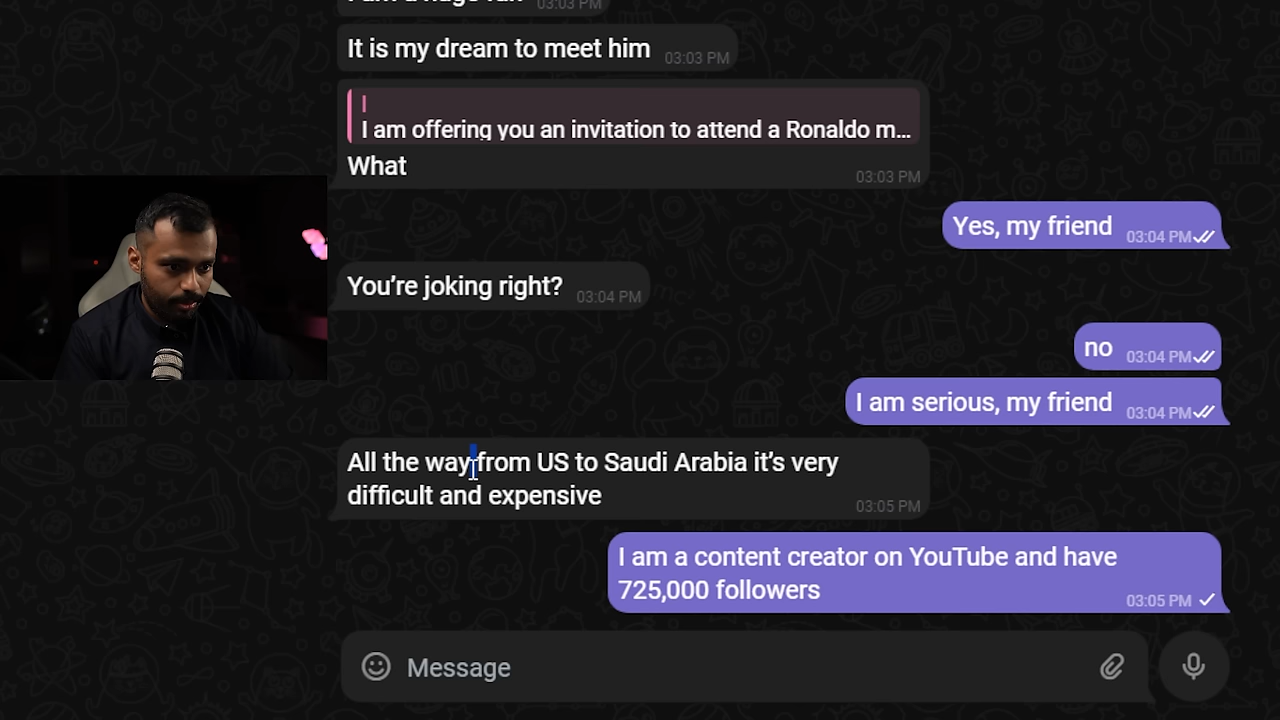 03:03 PM
It is my dream to meet him 03:03 PM
I
I am offering you an invitation to attend a Ronaldo m...
What 03:03 PM
Yes, my friend 03:04 PM
You're joking right? 03:04 PM
no 03:04 PM
I am serious, my friend 03:04 PM
All the way from US to Saudi Arabia it's very
difficult and expensive 03:05 PM
I am a content creator on YouTube and have
725,000 followers 03:05 PM
Message